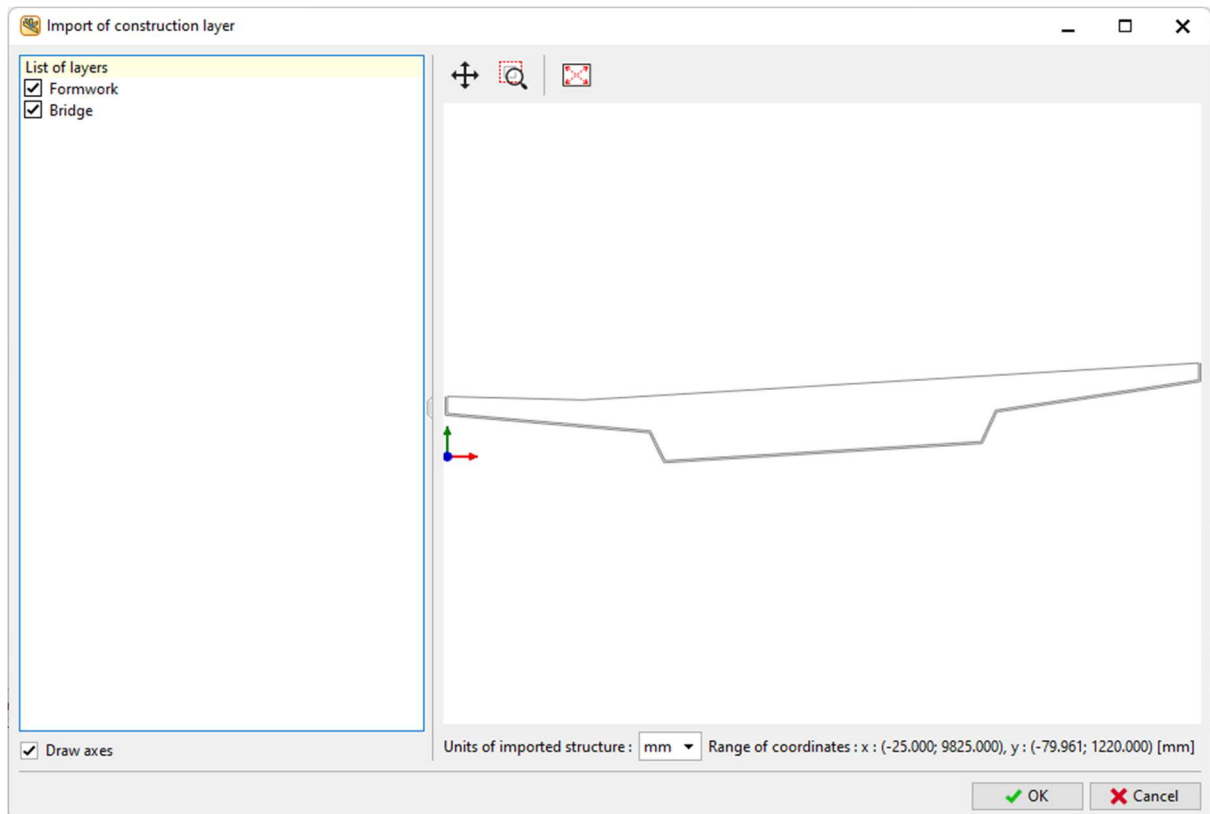 Import of construction layer
List of layers
Formwork
Bridge
Draw axes
Units of imported structure : mm Range of coordinates : x : (-25.000; 9825.000), y : (-79.961; 1220.000) [mm]
OK Cancel